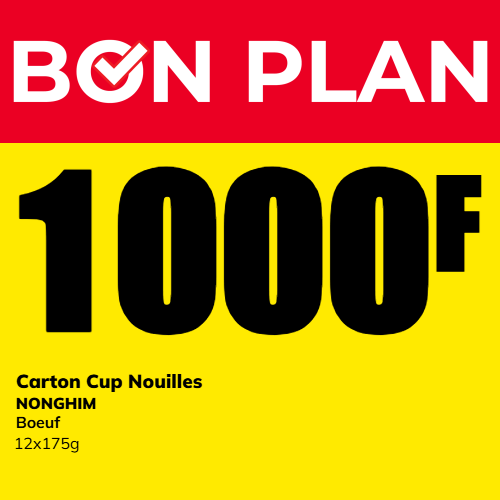 BON PLAN
1000F
Carton Cup Nouilles
NONGHIM
Boeuf
12x175g